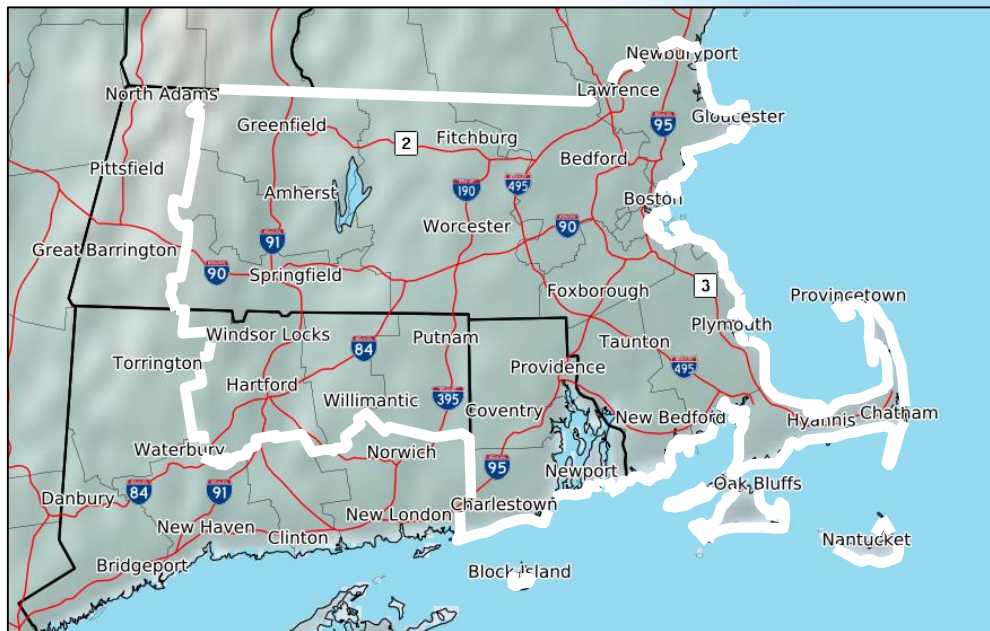 Newburyport
North Adams
Lawrence
Gloucester
Greenfield
2
Fitchburg
95
Bedford
Pittsfield
Amherst
190
495
Boston
Worcester
90
Great Barrington
91
90
Springfield
Foxborough
3
Provincetown
Windsor Locks
Putnam
Plymouth
Taunton
84
Torrington
Providence
495
Hartford
395
Willimantic
Coventry
New Bedford
Hyannis
Chatham
Waterbury
Norwich
95
Newport
Oak Bluffs
Danbury
84
91
Charlestown
New Haven
New London
Clinton
Nantucket
Bridgeport
Block Island